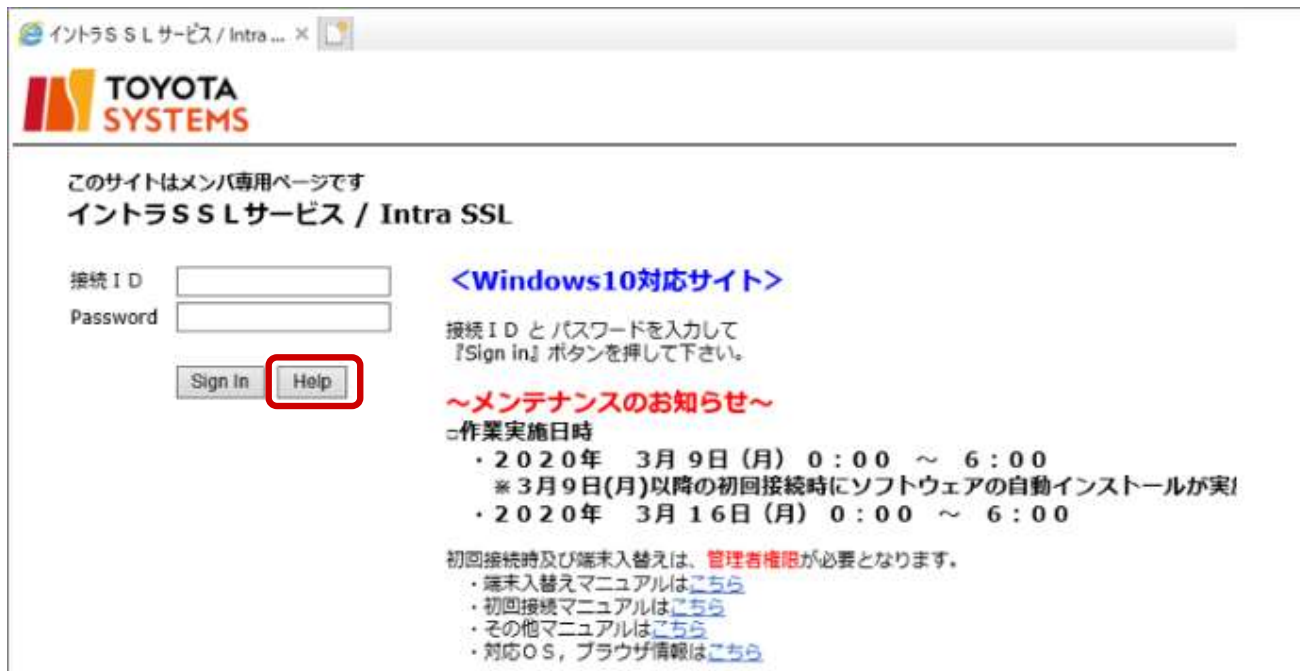 イントラＳＳＬサービス / Intra ...
TOYOTA
SYSTEMS
このサイトはメンバ専用ページです
イントラＳＳＬサービス / Intra SSL
接続ＩＤ
Password
Sign In
Help
＜Windows10対応サイト＞
接続ＩＤ と パスワードを入力して
『Sign in』ボタンを押して下さい。
～メンテナンスのお知らせ～
□作業実施日時
・２０２０年　３月 ９日（月）０：００　～　６：００
※３月９日(月)以降の初回接続時にソフトウェアの自動インストールが実
・２０２０年　３月 １６日（月）０：００　～　６：００
初回接続時及び端末入替えは、管理者権限が必要となります。
・端末入替えマニュアルはこちら
・初回接続マニュアルはこちら
・その他マニュアルはこちら
・対応ＯＳ，ブラウザ情報はこちら